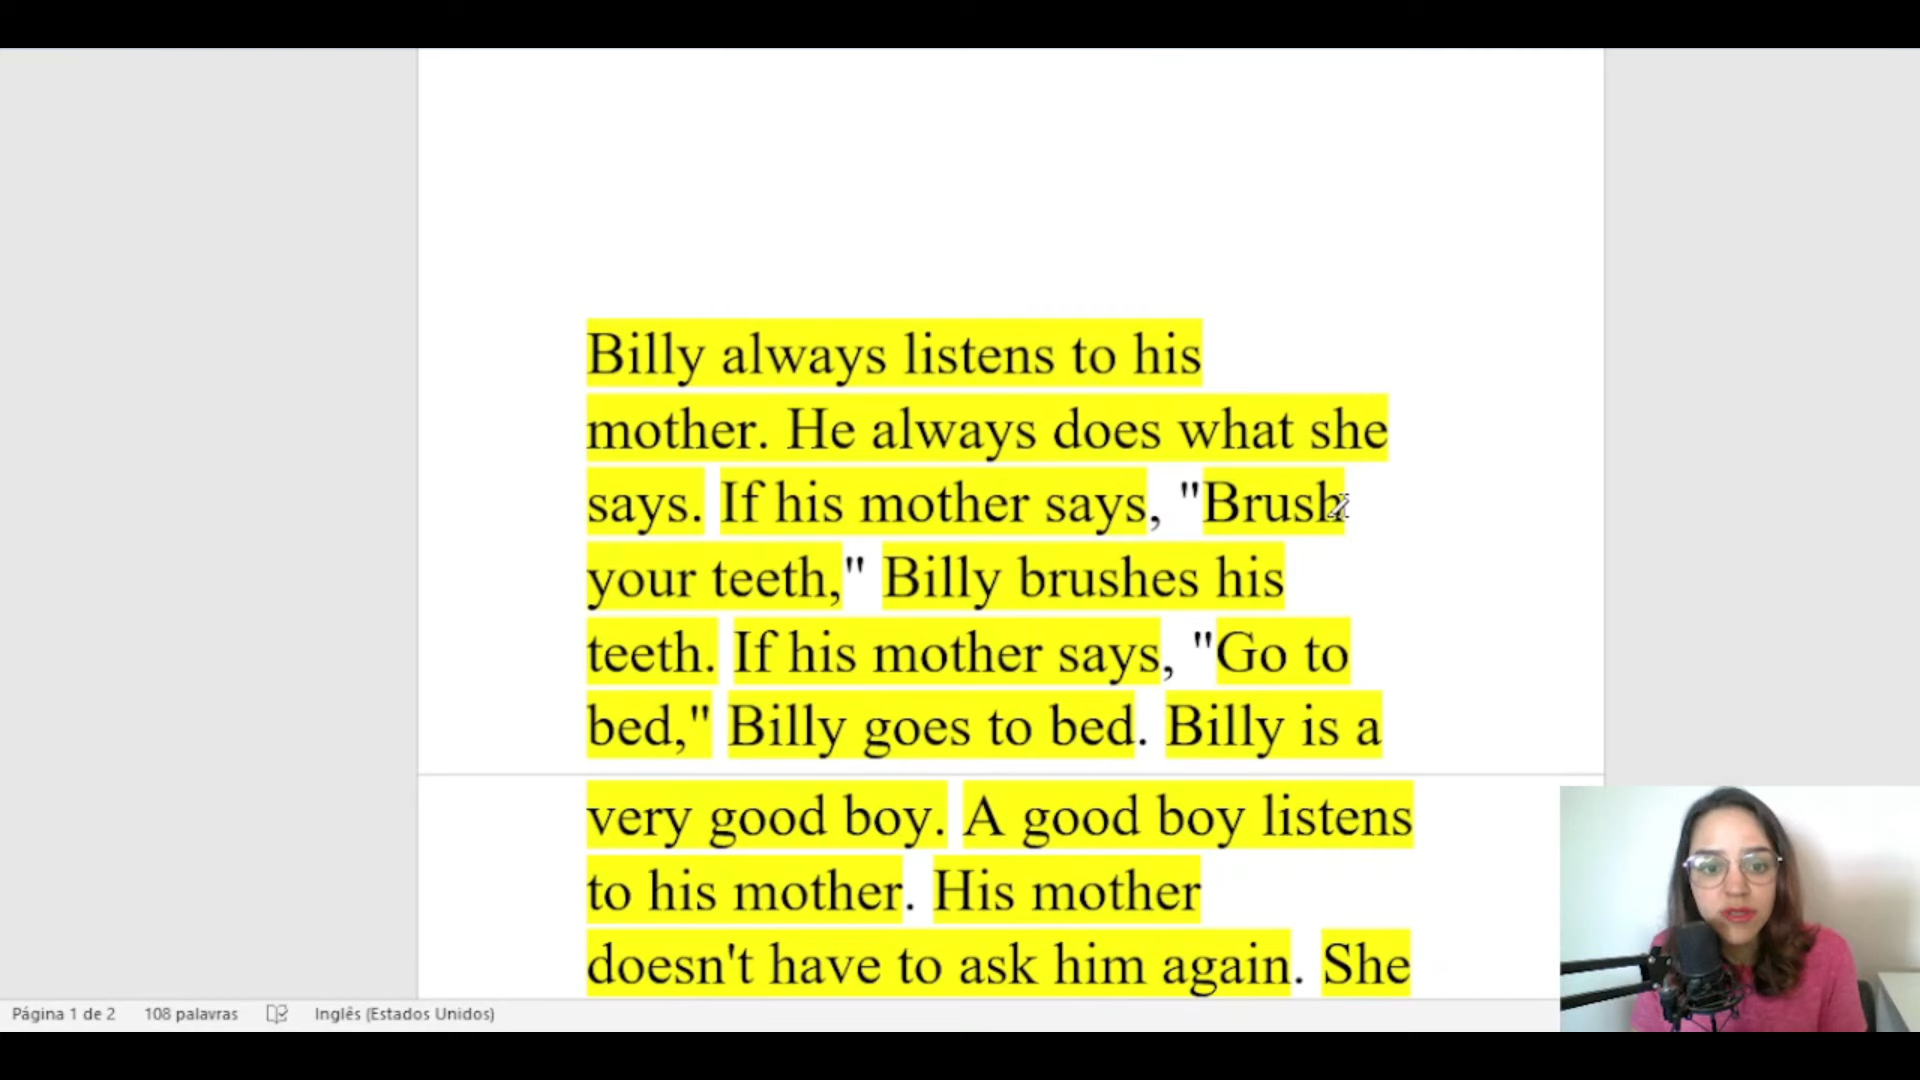 Billy always listens to his
mother. He always does what she
says. If his mother says, "Brush
your teeth," Billy brushes his
teeth. If his mother says, "Go to
bed," Billy goes to bed. Billy is a
very good boy. A good boy listens
to his mother. His mother
doesn't have to ask him again. She
Página 1 de 2 108 palavras Inglês (Estados Unidos)